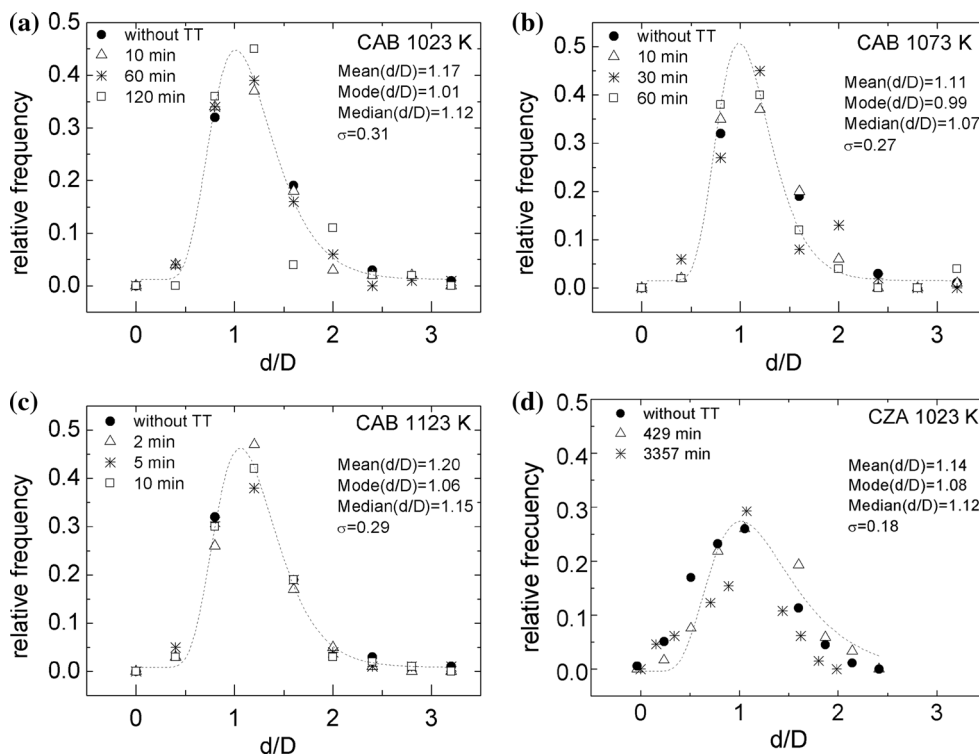 (a)
without TT
10 min
60 min
120 min
CAB 1023 K
Mean(d/D)=1.17
Mode(d/D)=1.01
Median(d/D)=1.12
σ=0.31
relative frequency
0.5
0.4
0.3
0.2
0.1
0.0
0 1 2 3
d/D
(b)
without TT
10 min
30 min
60 min
CAB 1073 K
Mean(d/D)=1.11
Mode(d/D)=0.99
Median(d/D)=1.07
σ=0.27
relative frequency
0.5
0.4
0.3
0.2
0.1
0.0
0 1 2 3
d/D
(c)
without TT
2 min
5 min
10 min
CAB 1123 K
Mean(d/D)=1.20
Mode(d/D)=1.06
Median(d/D)=1.15
σ=0.29
relative frequency
0.5
0.4
0.3
0.2
0.1
0.0
0 1 2 3
d/D
(d)
without TT
429 min
3357 min
CZA 1023 K
Mean(d/D)=1.14
Mode(d/D)=1.08
Median(d/D)=1.12
σ=0.18
relative frecuency
0.5
0.4
0.3
0.2
0.1
0.0
0 1 2 3
d/D